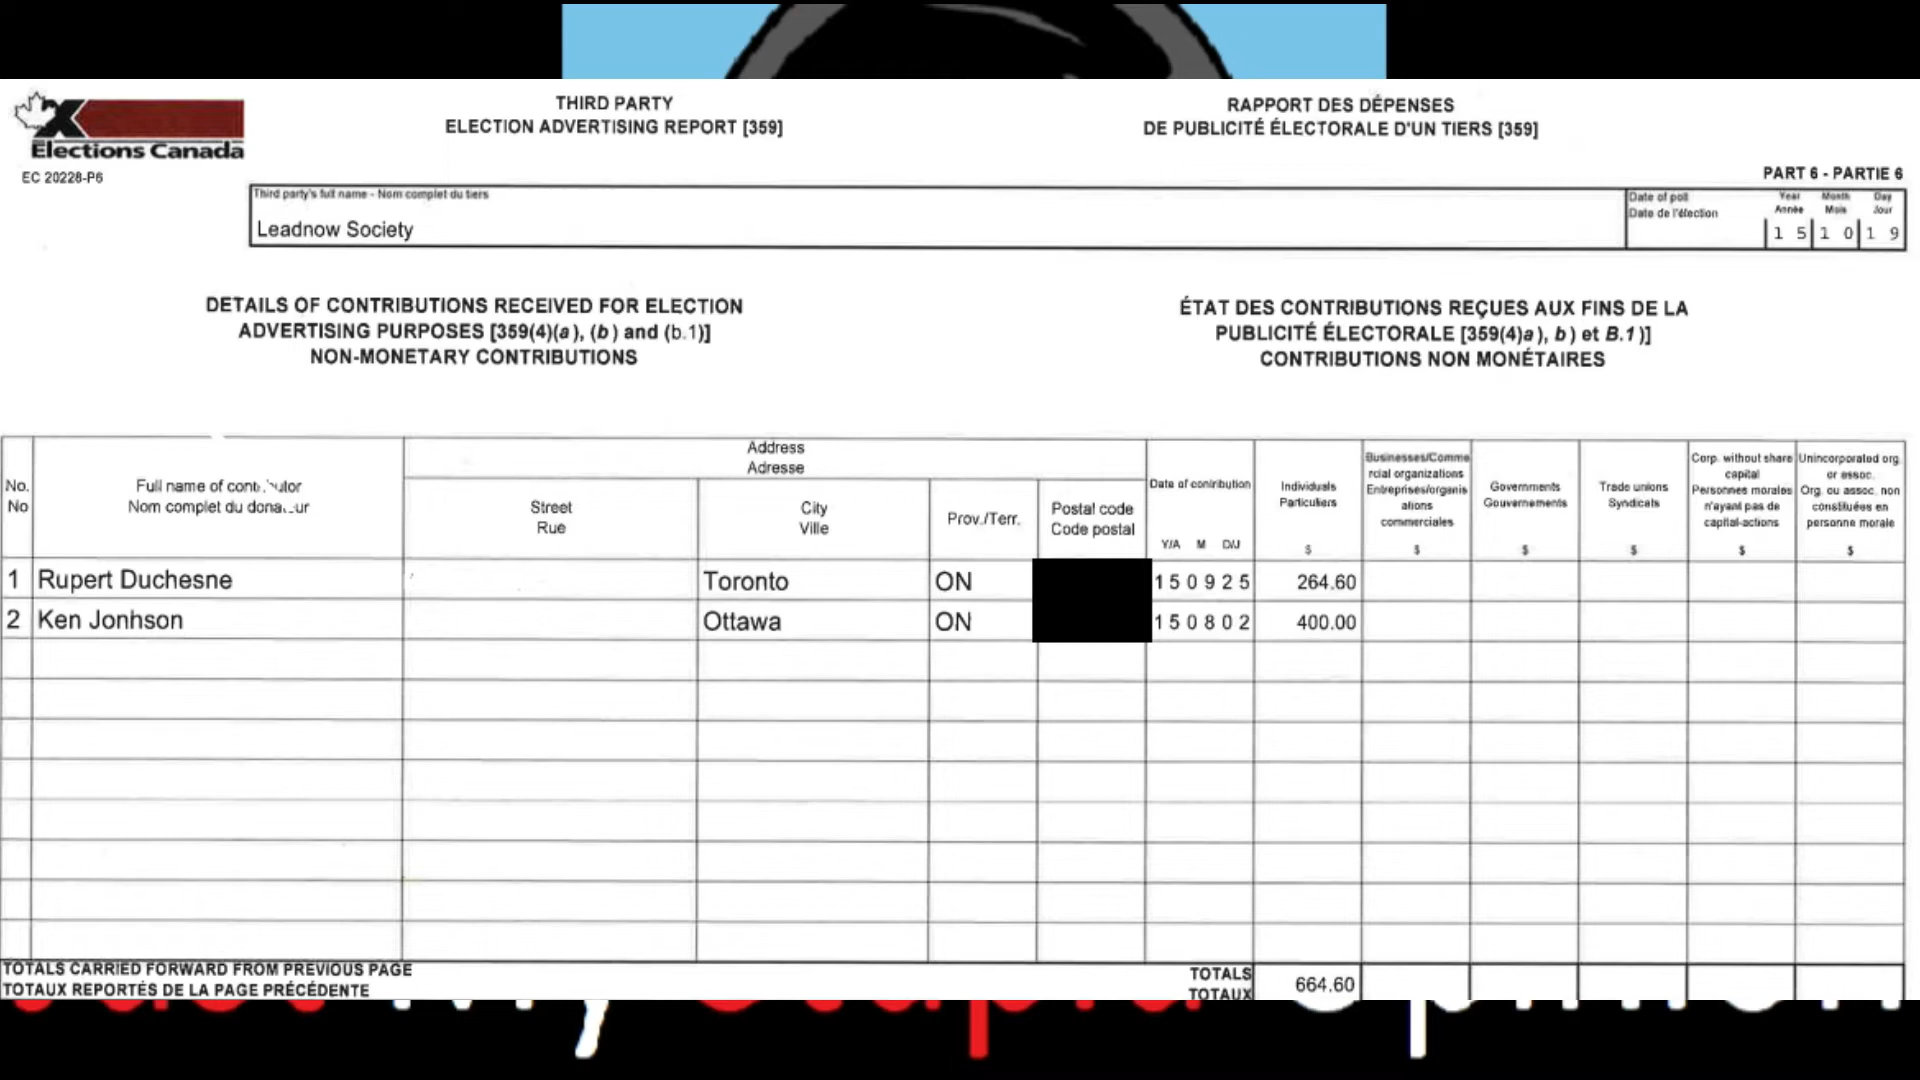 THIRD PARTY
ELECTION ADVERTISING REPORT [359]
RAPPORT DES DÉPENSES
DE PUBLICITÉ ÉLECTORALE D'UN TIERS [359]
Elections Canada
EC 20228-P6
PART 6 - PARTIE 6
Third party's full name - Nom complet du tiers
Leadnow Society
Date of poll
Date de l'élection
Year Month Day
Année Mois Jour
1 5 1 0 1 9
DETAILS OF CONTRIBUTIONS RECEIVED FOR ELECTION
ADVERTISING PURPOSES [359(4)(a), (b) and (b.1)]
NON-MONETARY CONTRIBUTIONS
ÉTAT DES CONTRIBUTIONS REÇUES AUX FINS DE LA
PUBLICITÉ ÉLECTORALE [359(4)a), b) et B.1)]
CONTRIBUTIONS NON MONÉTAIRES
No.
No
Full name of contributor
Nom complet du donateur
Address
Adresse
Street
Rue
City
Ville
Prov./Terr.
Postal code
Code postal
Date of contribution
Y/A M D/J
Individuals
Particuliers
$
Businesses/Comme
rcial organizations
Entreprises/organis
ations
commerciales
$
Governments
Gouvernements
$
Trade unions
Syndicats
$
Corp. without share
capital
Personnes morales
n'ayant pas de
capital-actions
$
Unincorporated org.
or assoc.
Org. ou assoc. non
constituées en
personne morale
$
1 Rupert Duchesne Toronto ON 1 5 0 9 2 5 264.60
2 Ken Jonhson Ottawa ON 1 5 0 8 0 2 400.00
TOTALS CARRIED FORWARD FROM PREVIOUS PAGE
TOTAUX REPORTÉS DE LA PAGE PRÉCÉDENTE
TOTALS
TOTAUX
664.60